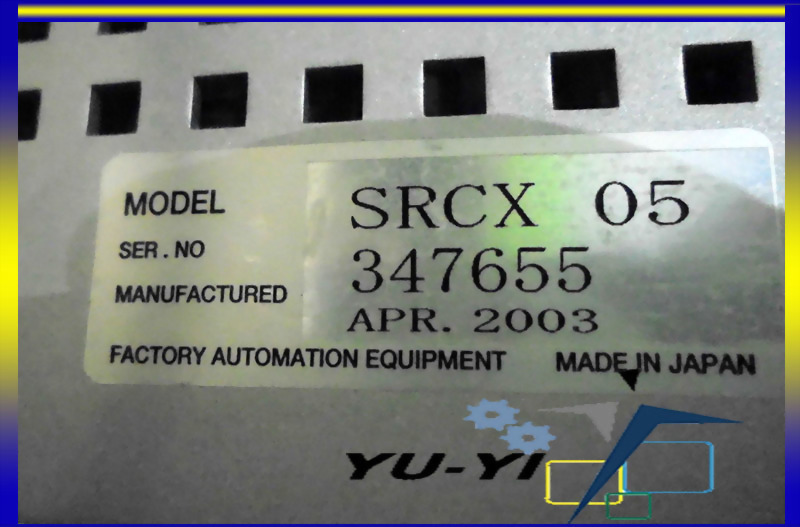 MODEL SRCX 05
SER. NO 347655
MANUFACTURED APR. 2003
FACTORY AUTOMATION EQUIPMENT MADE IN JAPAN
YU-YI